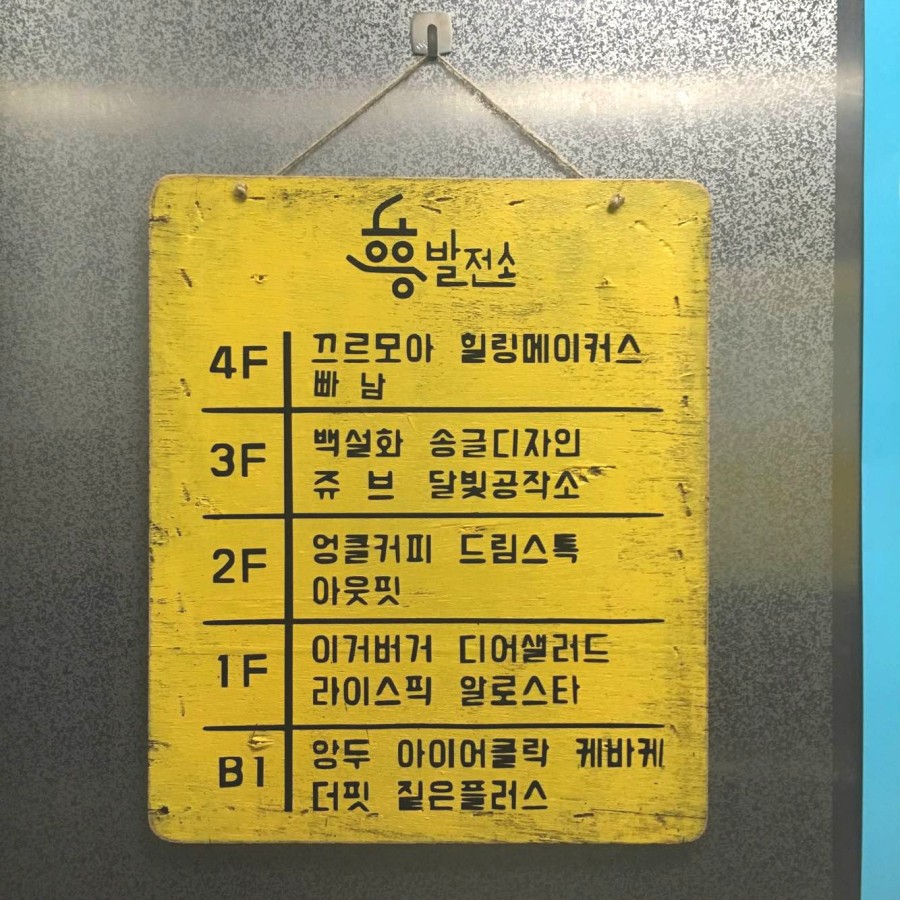 흥발전소
4F 끄르모아 힐링메이커스
빠 남
3F 백설화 송글디자인
쥬 브 달빛공작소
2F 엉클커피 드림스톡
아웃핏
1F 이거버거 디어샐러드
라이스픽 알로스타
B1 앙두 아이어클락 케바케
더핏 짙은플러스